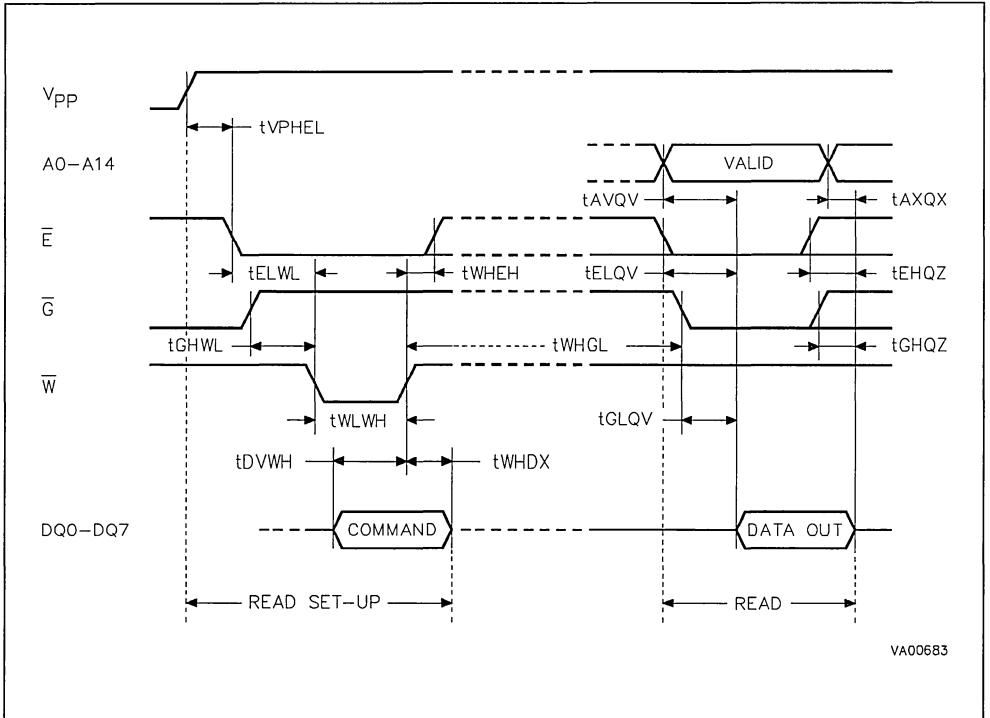 VPP
tVPHEL
A0–A14
VALID
tAVQV
tAXQX
E
tELWL
tWHEH
tELQV
tEHQZ
G
tGHWL
tWHGL
tGHQZ
W
tWLWH
tGLQV
tDVWH
tWHDX
DQ0–DQ7
COMMAND
DATA OUT
READ SET-UP
READ
VA00683